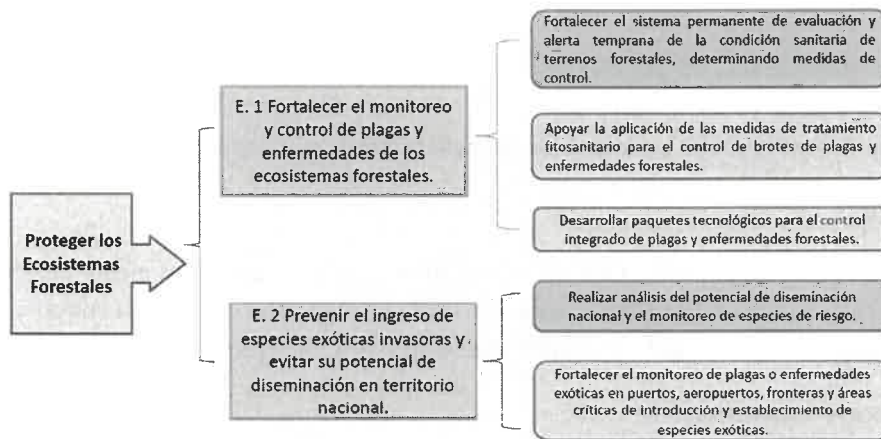 Proteger los
Ecosistemas
Forestales
E. 1 Fortalecer el monitoreo
y control de plagas y
enfermedades de los
ecosistemas forestales.
Fortalecer el sistema permanente de evaluación y
alerta temprana de la condición sanitaria de
terrenos forestales, determinando medidas de
control.
Apoyar la aplicación de las medidas de tratamiento
fitosanitario para el control de brotes de plagas y
enfermedades forestales.
Desarrollar paquetes tecnológicos para el control
integrado de plagas y enfermedades forestales.
E. 2 Prevenir el ingreso de
especies exóticas invasoras y
evitar su potencial de
diseminación en territorio
nacional.
Realizar análisis del potencial de diseminación
nacional y el monitoreo de especies de riesgo.
Fortalecer el monitoreo de plagas o enfermedades
exóticas en puertos, aeropuertos, fronteras y áreas
críticas de introducción y establecimiento de
especies exóticas.